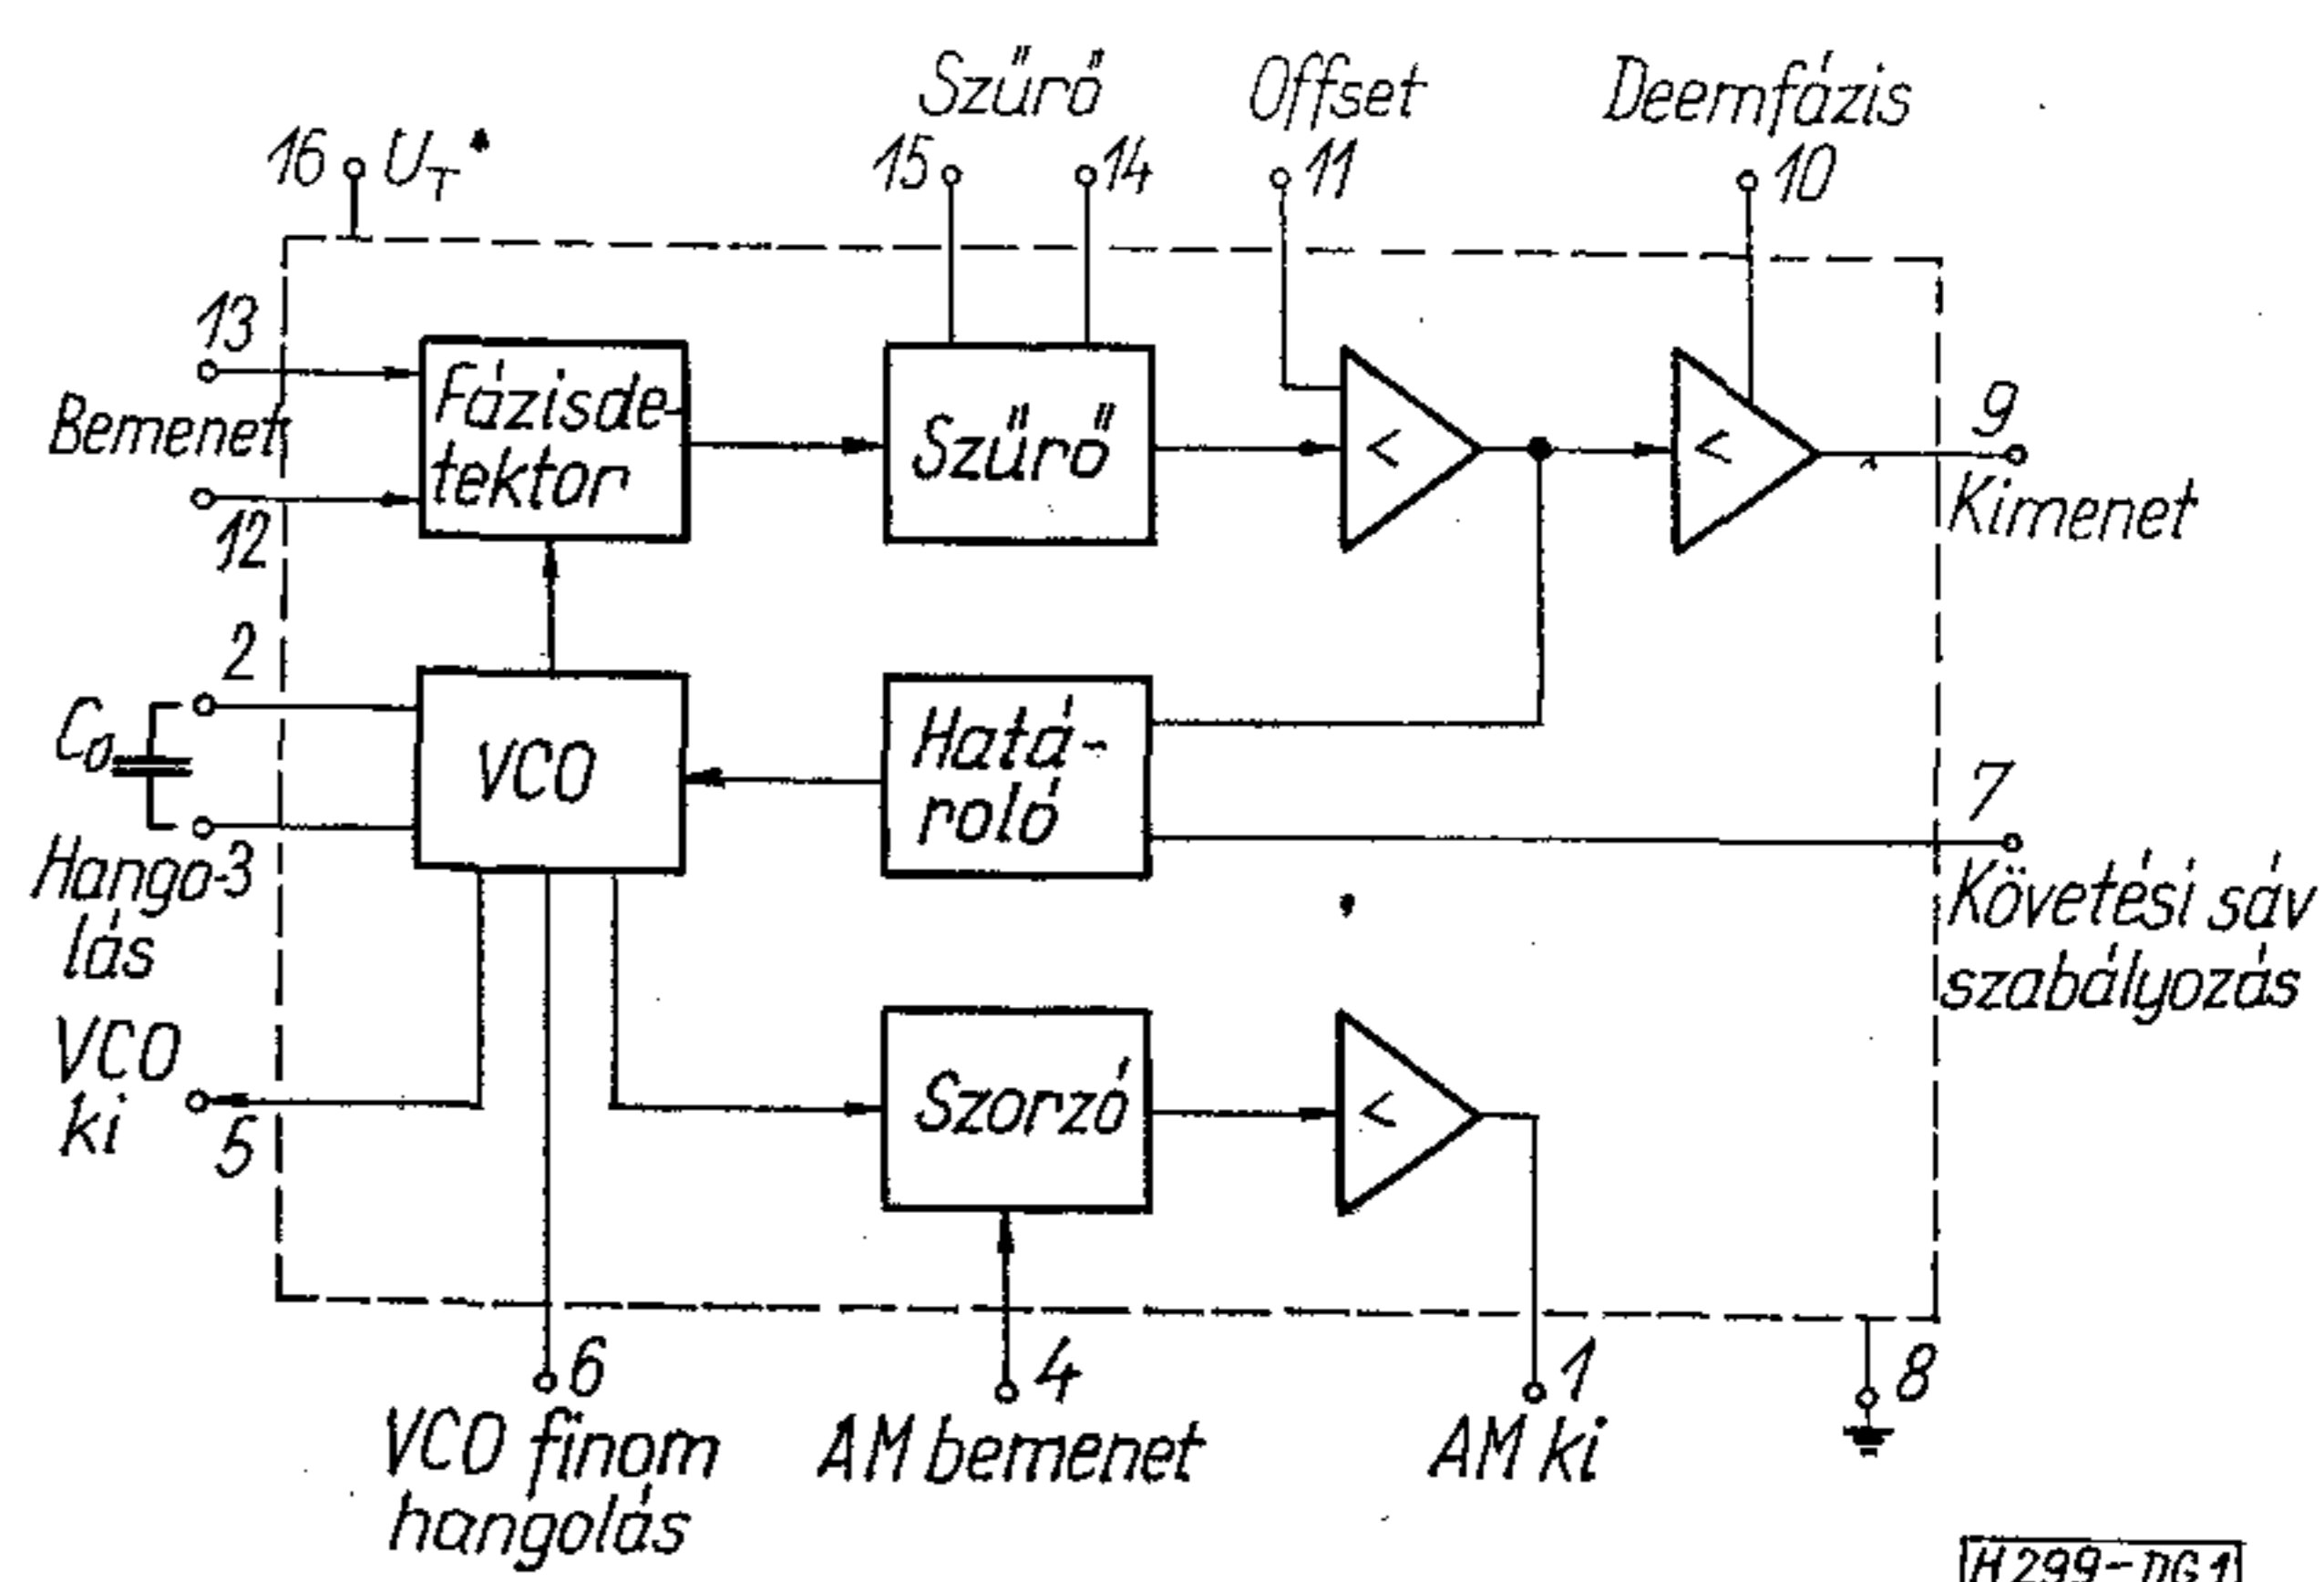 Szűrő
Offset
Deemfázis
16
U_T
15
14
11
10
13
Bemenet
12
Fázisde-
tektor
Szűrő
<
<
9
Kimenet
2
C₀
3
Hango-
lás
VCO
Hatá-
roló
7
Követési sáv
szabályozás
VCO
ki
5
Szorzó
<
6
VCO finom
hangolás
4
AM bemenet
1
AM ki
8
H299-DG1